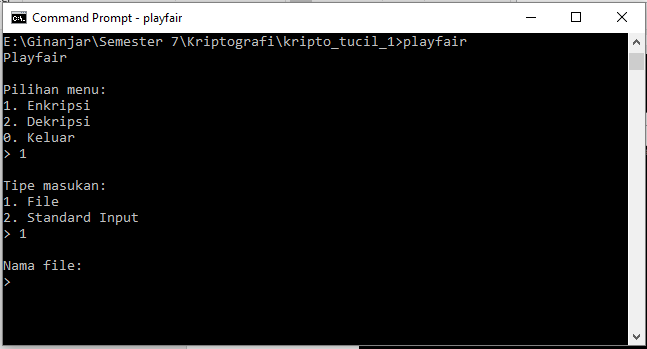 Command Prompt - playfair
E:\Ginanjar\Semester 7\Kriptografi\kripto_tucil_1>playfair
Playfair
Pilihan menu:
1. Enkripsi
2. Dekripsi
0. Keluar
> 1
Tipe masukan:
1. File
2. Standard Input
> 1
Nama file:
>